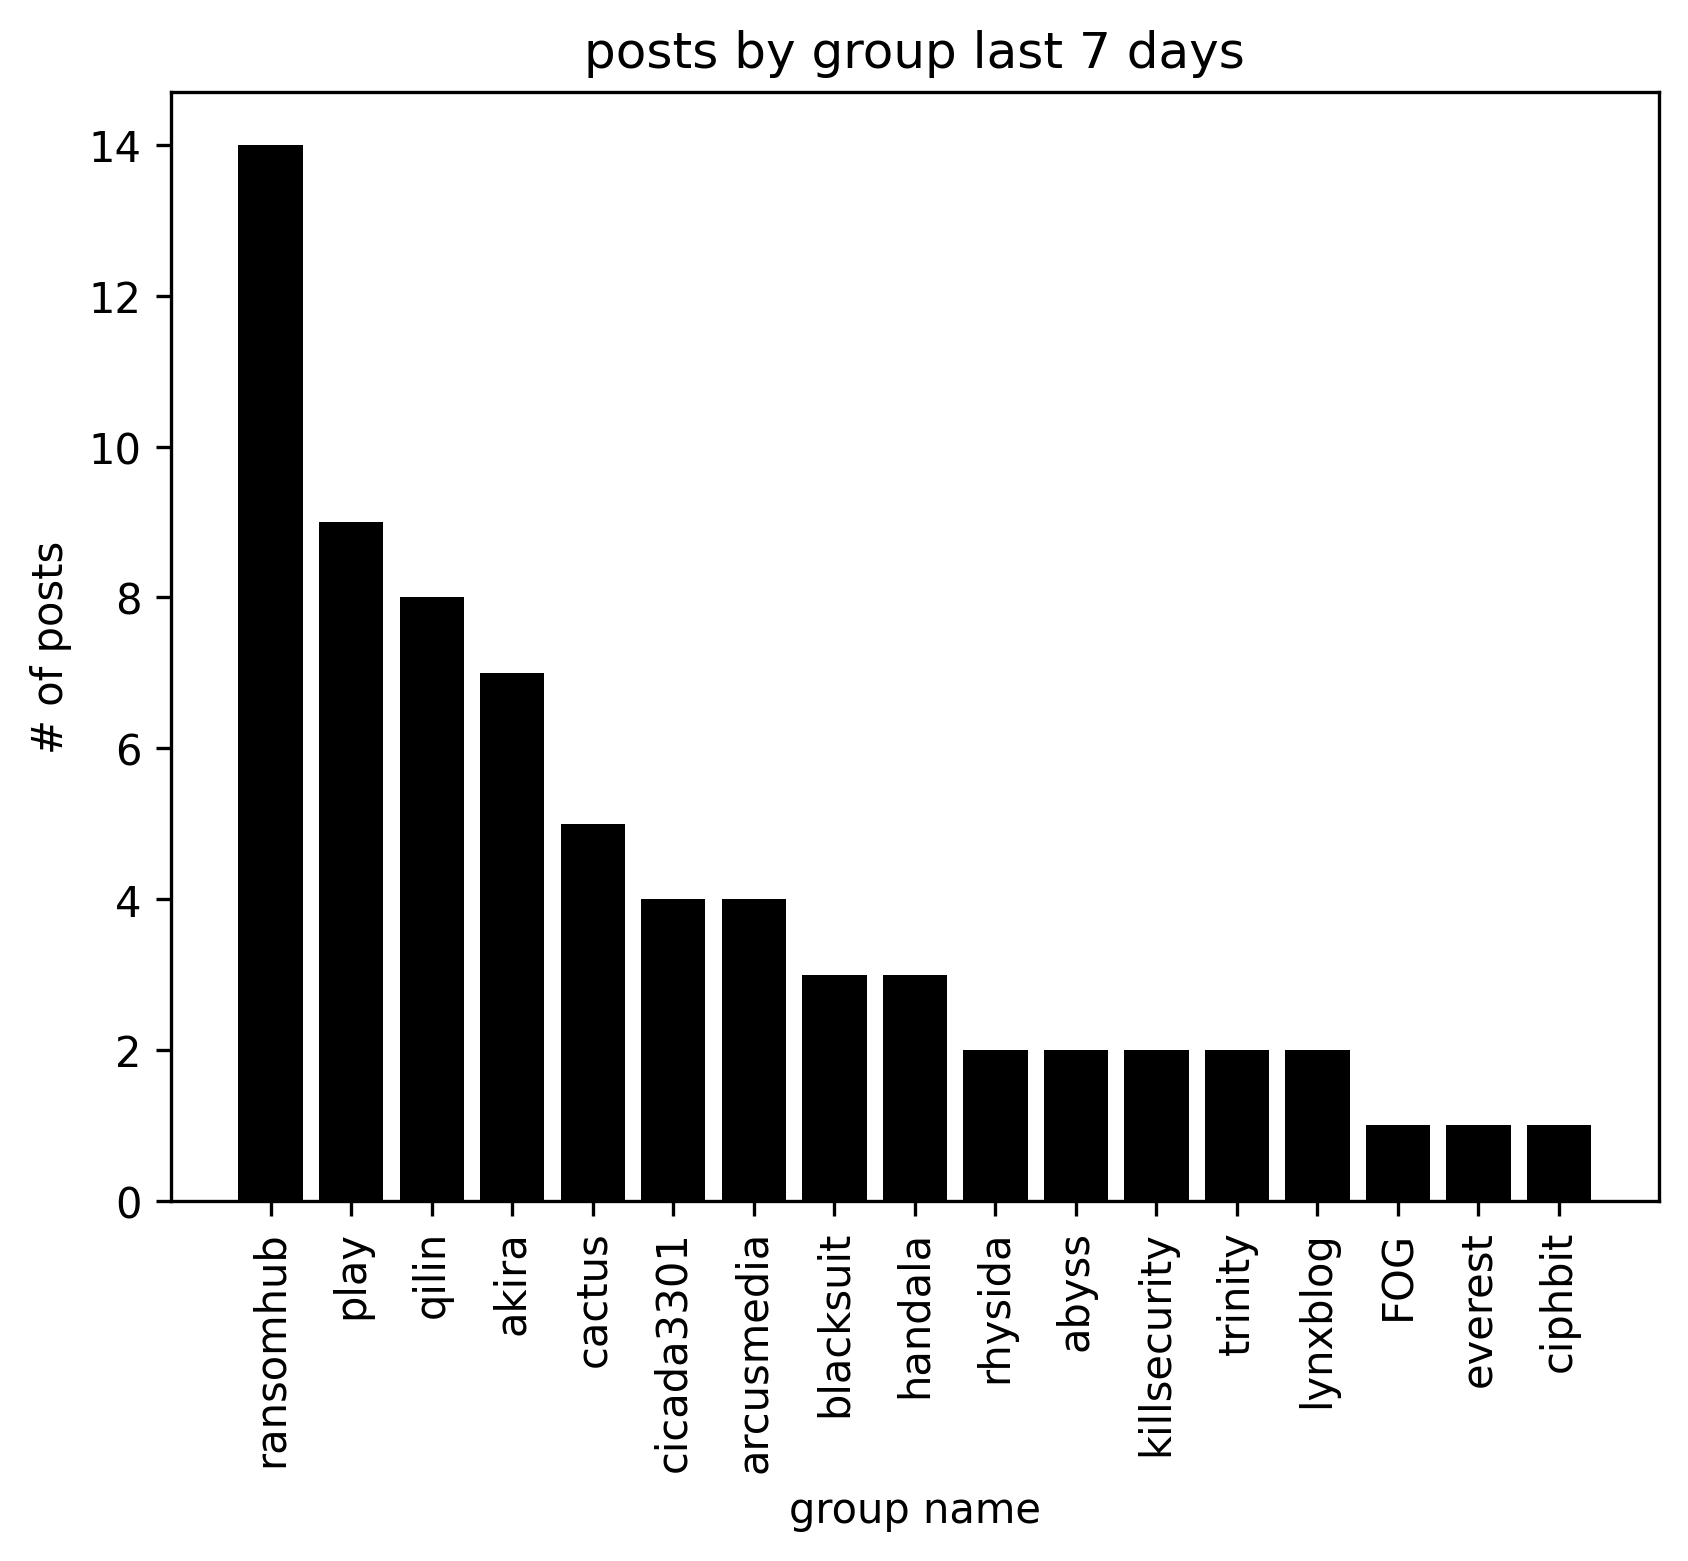 posts by group last 7 days
# of posts
14
12
10
8
6
4
2
0
ransomhub
play
qilin
akira
cactus
cicada3301
arcusmedia
blacksuit
handala
rhysida
abyss
killsecurity
trinity
lynxblog
FOG
everest
ciphbit
group name